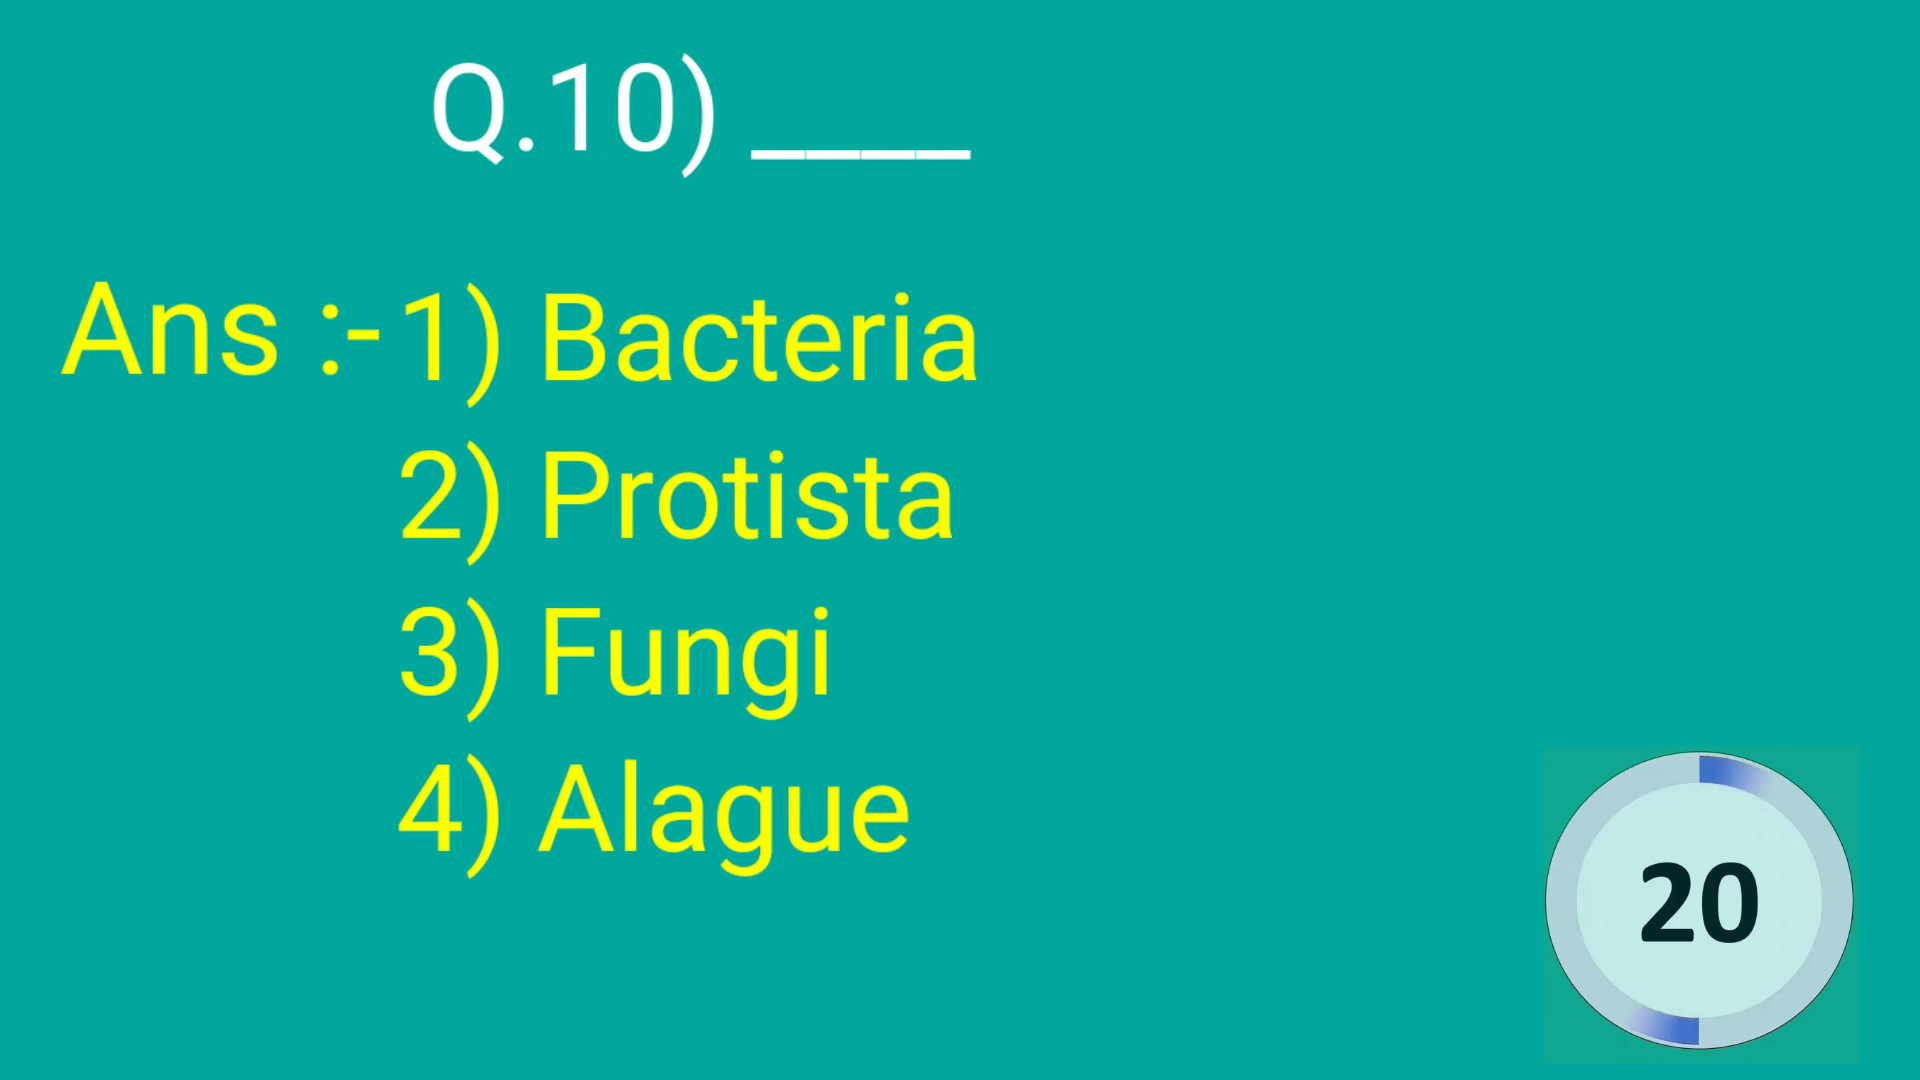 Q.10) ____
Ans :- 1) Bacteria
2) Protista
3) Fungi
4) Alague
20